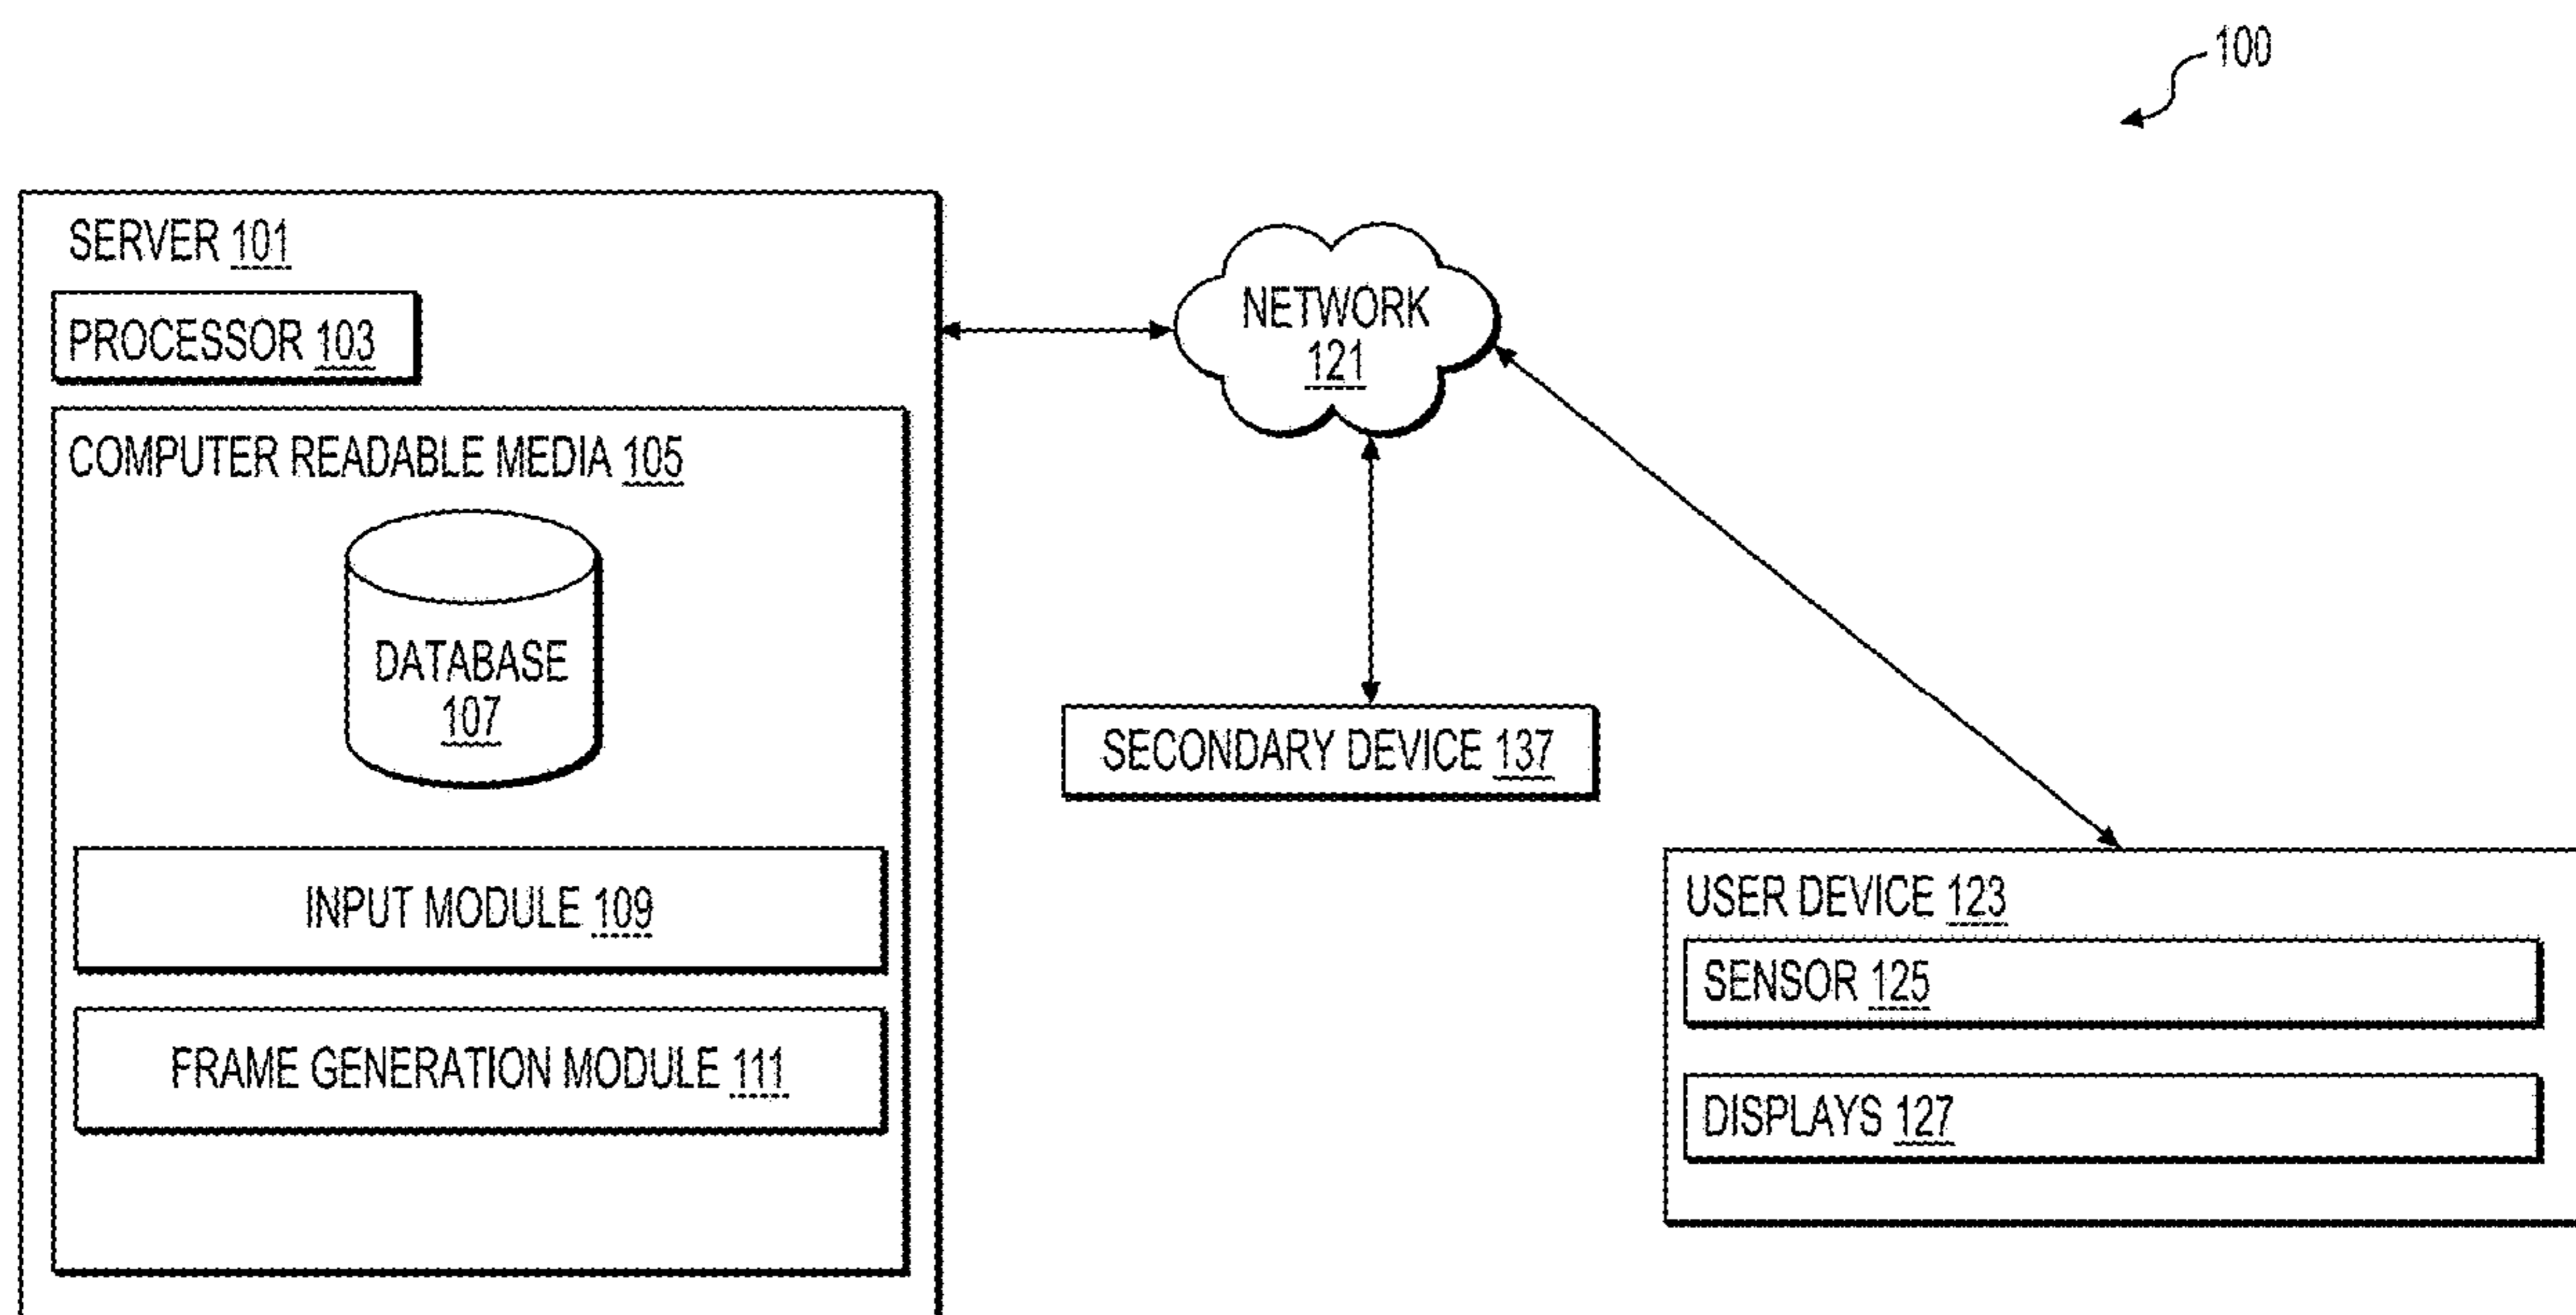 100
SERVER 101
PROCESSOR 103
COMPUTER READABLE MEDIA 105
DATABASE
107
INPUT MODULE 109
FRAME GENERATION MODULE 111
NETWORK
121
SECONDARY DEVICE 137
USER DEVICE 123
SENSOR 125
DISPLAYS 127